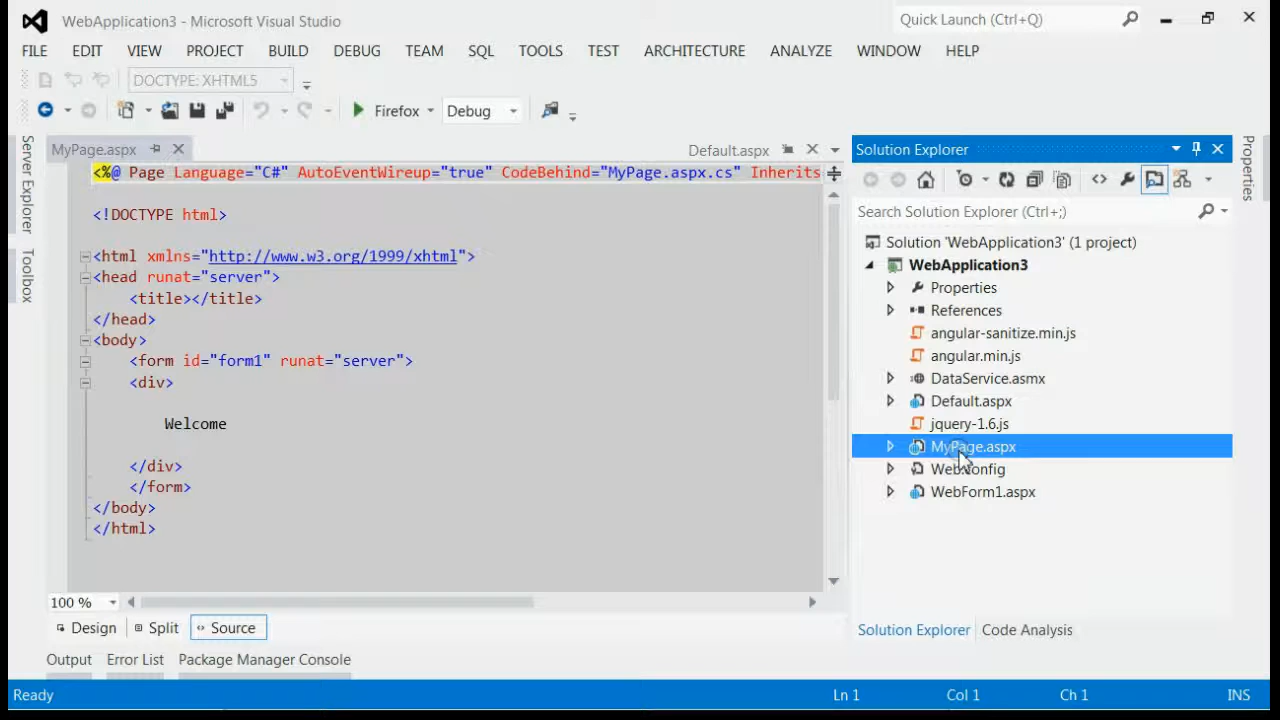 WebApplication3 - Microsoft Visual Studio
Quick Launch (Ctrl+Q)
FILE EDIT VIEW PROJECT BUILD DEBUG TEAM SQL TOOLS TEST ARCHITECTURE ANALYZE WINDOW HELP
DOCTYPE: XHTML5
Firefox Debug
Server Explorer
Toolbox
MyPage.aspx
Default.aspx
<%@ Page Language="C#" AutoEventWireup="true" CodeBehind="MyPage.aspx.cs" Inherits
<!DOCTYPE html>
<html xmlns="http://www.w3.org/1999/xhtml">
<head runat="server">
<title></title>
</head>
<body>
<form id="form1" runat="server">
<div>
Welcome
</div>
</form>
</body>
</html>
100 %
Design Split Source
Output Error List Package Manager Console
Solution Explorer
Search Solution Explorer (Ctrl+;)
Solution 'WebApplication3' (1 project)
WebApplication3
Properties
References
angular-sanitize.min.js
angular.min.js
DataService.asmx
Default.aspx
jquery-1.6.js
MyPage.aspx
Web.config
WebForm1.aspx
Solution Explorer Code Analysis
Properties
Ready Ln 1 Col 1 Ch 1 INS